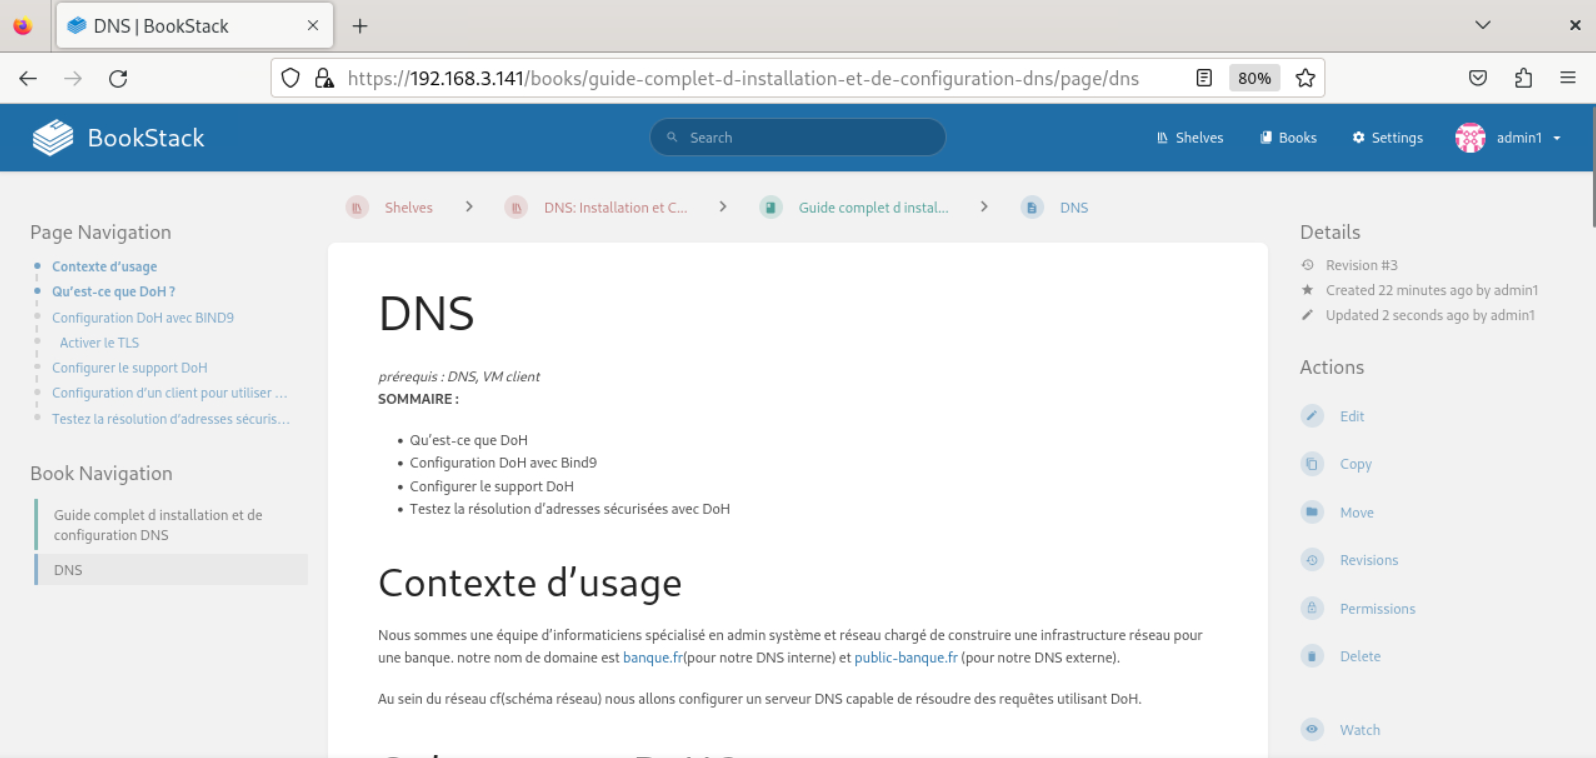 DNS | BookStack
https://192.168.3.141/books/guide-complet-d-installation-et-de-configuration-dns/page/dns
80%
BookStack
Search
Shelves
Books
Settings
admin1
Shelves
DNS: Installation et C...
Guide complet d instal...
DNS
Page Navigation
Contexte d'usage
Qu'est-ce que DoH ?
Configuration DoH avec BIND9
Activer le TLS
Configurer le support DoH
Configuration d'un client pour utiliser ...
Testez la résolution d'adresses sécuris...
Book Navigation
Guide complet d installation et de
configuration DNS
DNS
DNS
prérequis : DNS, VM client
SOMMAIRE :
Qu'est-ce que DoH
Configuration DoH avec Bind9
Configurer le support DoH
Testez la résolution d'adresses sécurisées avec DoH
Contexte d'usage
Nous sommes une équipe d'informaticiens spécialisé en admin système et réseau chargé de construire une infrastructure réseau pour
une banque. notre nom de domaine est banque.fr(pour notre DNS interne) et public-banque.fr (pour notre DNS externe).
Au sein du réseau cf(schéma réseau) nous allons configurer un serveur DNS capable de résoudre des requêtes utilisant DoH.
Details
Revision #3
Created 22 minutes ago by admin1
Updated 2 seconds ago by admin1
Actions
Edit
Copy
Move
Revisions
Permissions
Delete
Watch